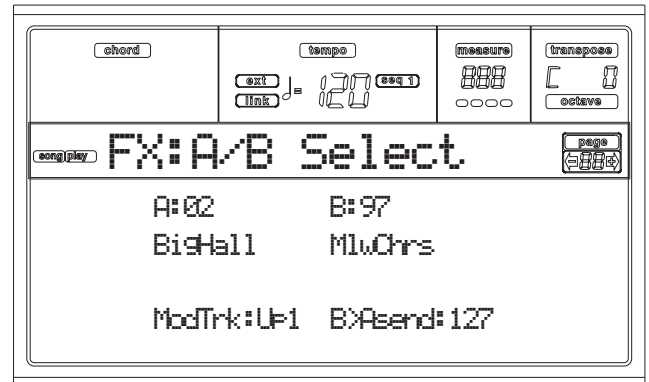 chord tempo measure transpose
ext link ♩= 120 seq 1 888 C 0
octave
song play FX:A/B Select page 88
A:02 B:97
BigHall MlwChrs
ModTrk:Up1 B>Asend:127